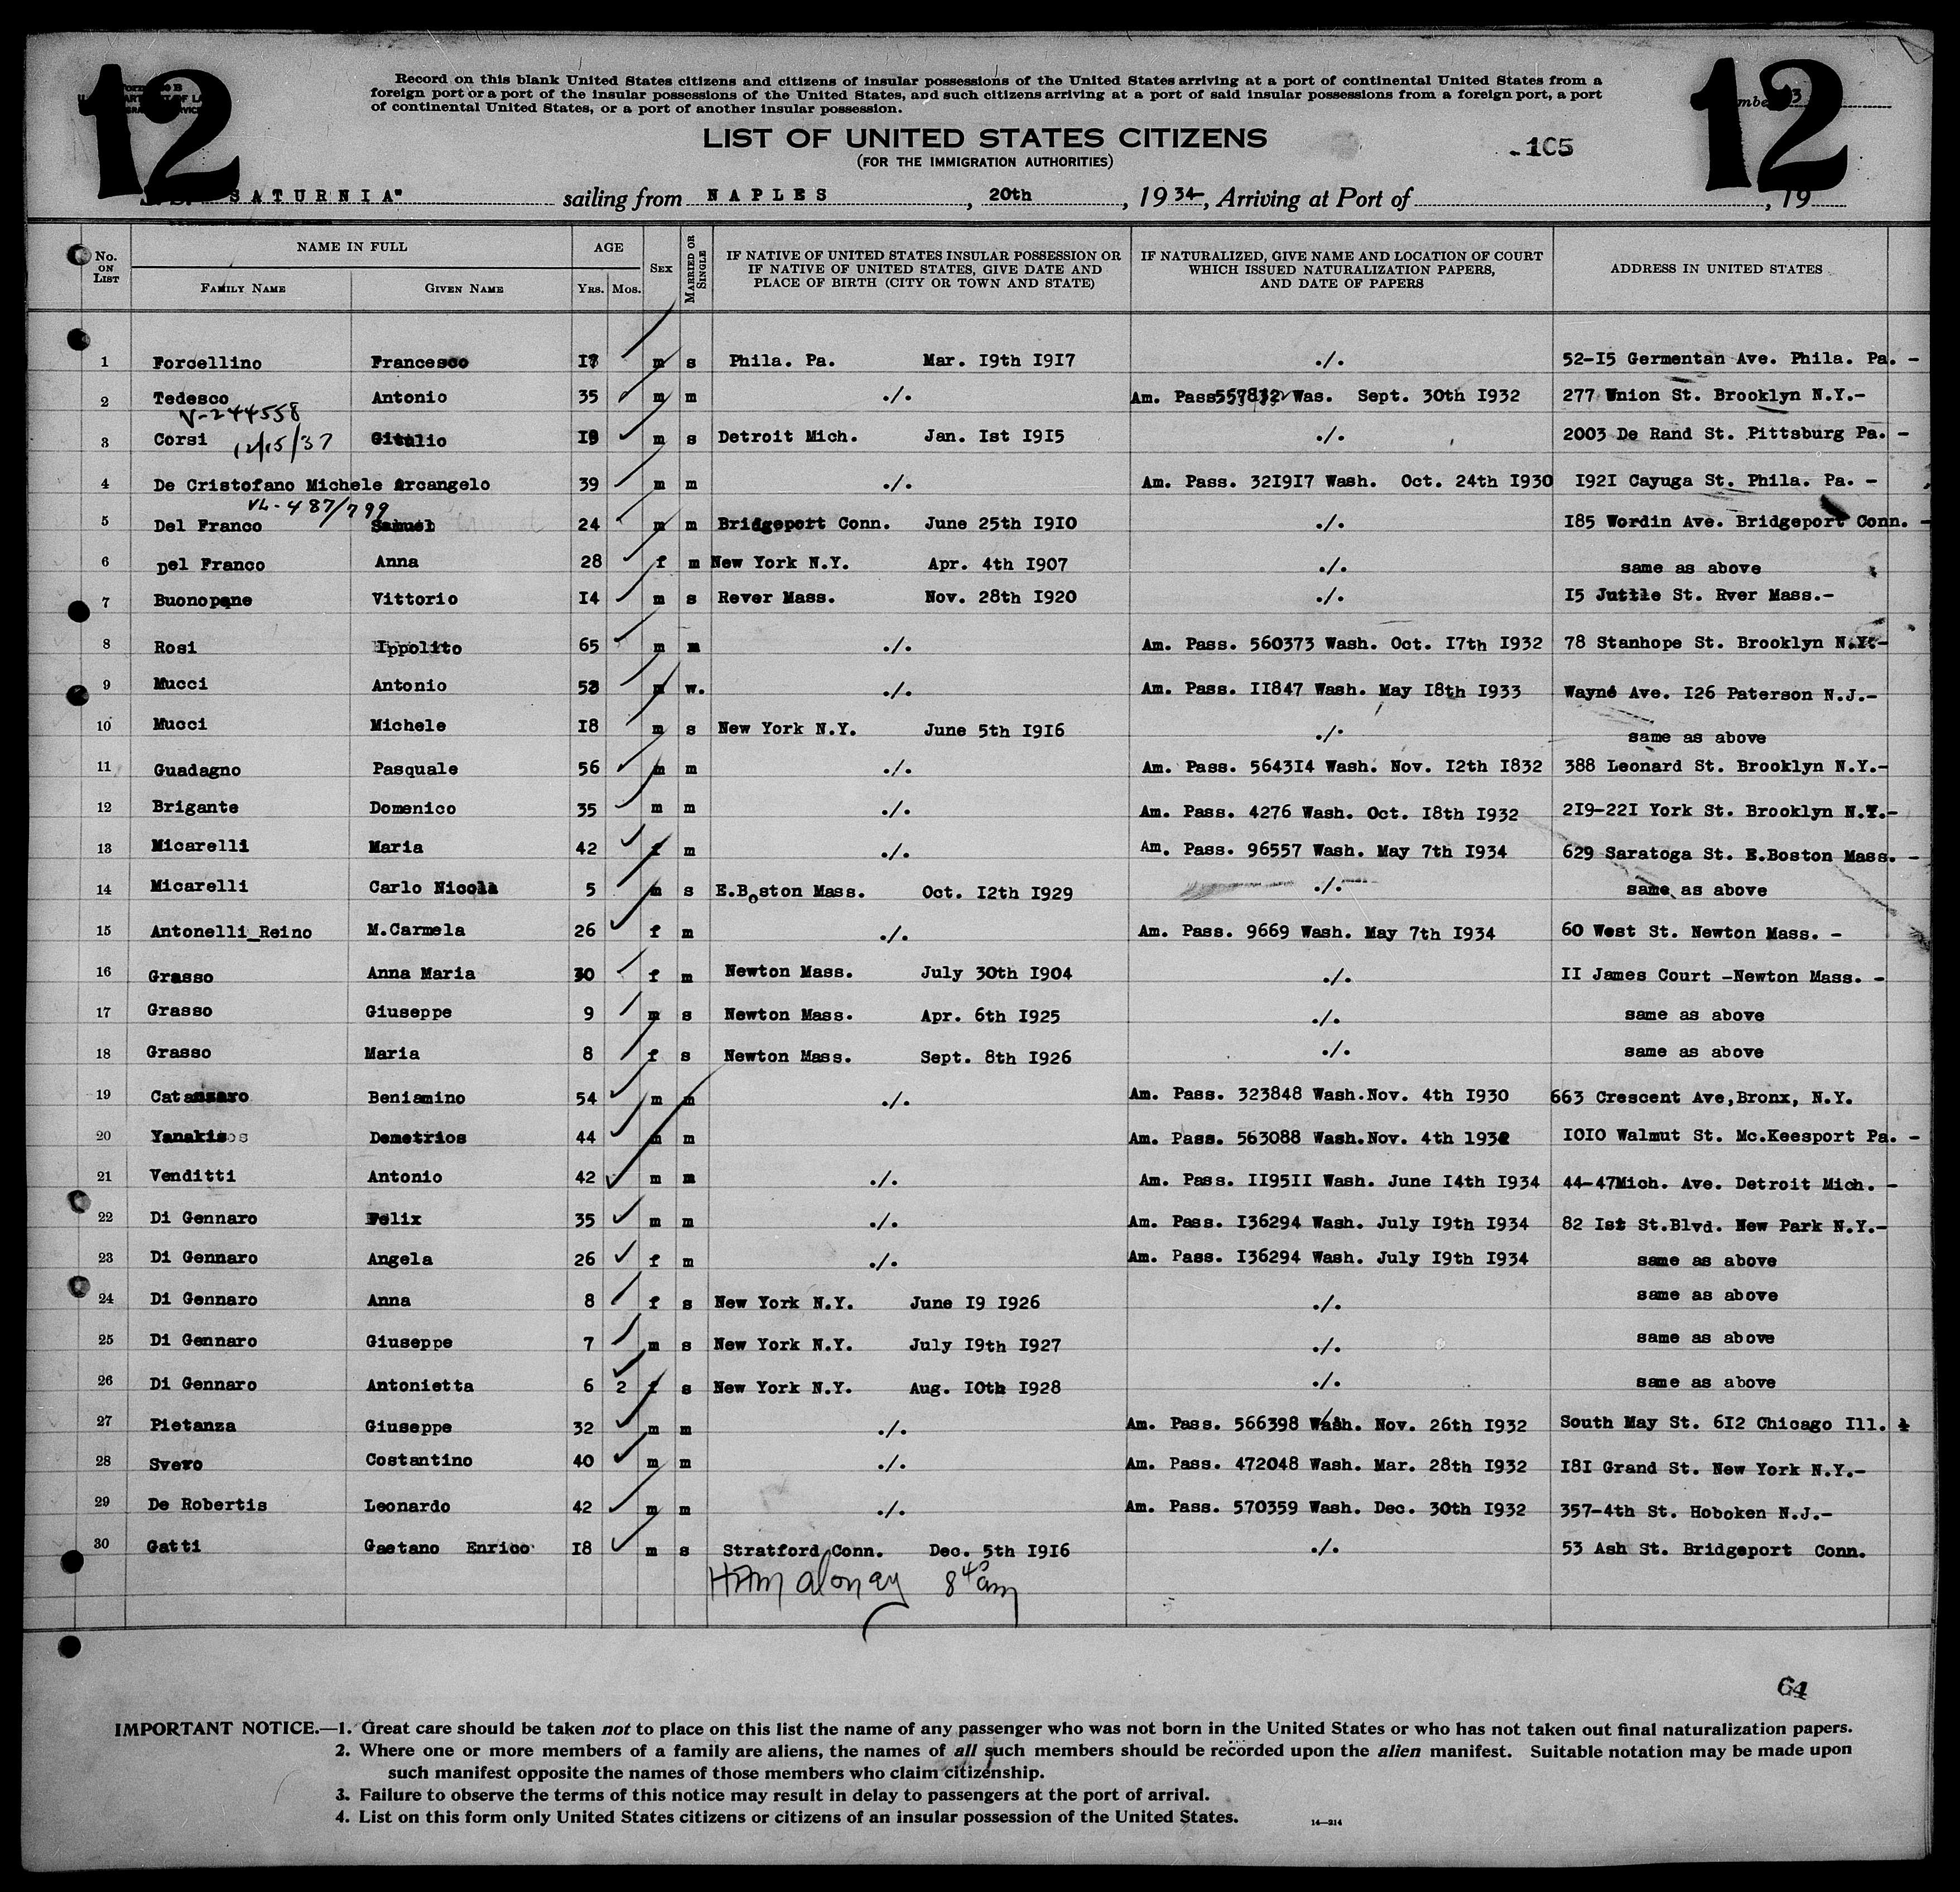 12
12
Record on this blank United States citizens and citizens of insular possessions of the United States arriving at a port of continental United States from a
foreign port or a port of the insular possessions of the United States, and such citizens arriving at a port of said insular possessions from a foreign port, a port
of continental United States, or a port of another insular possession.
LIST OF UNITED STATES CITIZENS
(FOR THE IMMIGRATION AUTHORITIES)
-105
SATURNIA" sailing from NAPLES, 20th, 1934, Arriving at Port of , 19
No. ON LIST
NAME IN FULL
FAMILY NAME GIVEN NAME
AGE
YRS. MOS.
SEX
MARRIED OR SINGLE
IF NATIVE OF UNITED STATES INSULAR POSSESSION OR
IF NATIVE OF UNITED STATES, GIVE DATE AND
PLACE OF BIRTH (CITY OR TOWN AND STATE)
IF NATURALIZED, GIVE NAME AND LOCATION OF COURT
WHICH ISSUED NATURALIZATION PAPERS,
AND DATE OF PAPERS
ADDRESS IN UNITED STATES
1 Forcellino Francesco m s Phila. Pa. Mar. 19th 1917 ./. 52-15 Germentan Ave. Phila. Pa. -
2 Tedesco Antonio 35 m m ./. Am. Pass. Was. Sept. 30th 1932 277 Union St. Brooklyn N.Y.-
V-244558
3 Corsi 12/15/37 m s Detroit Mich. Jan. 1st 1915 ./. 2003 De Rand St. Pittsburg Pa. -
4 De Cristofano Michele Arcangelo 39 m m ./. Am. Pass. 321917 Wash. Oct. 24th 1930 1921 Cayuga St. Phila. Pa. -
VL-487/799
5 Del Franco Samuel 24 m m Bridgeport Conn. June 25th 1910 ./. 185 Wordin Ave. Bridgeport Conn. -
6 Del Franco Anna 28 f m New York N.Y. Apr. 4th 1907 ./. same as above
7 Buonopane Vittorio 14 m s Rever Mass. Nov. 28th 1920 ./. 15 Juttle St. Rver Mass.-
8 Rosi Ippolito 65 m m ./. Am. Pass. 560373 Wash. Oct. 17th 1932 78 Stanhope St. Brooklyn N.Y.-
9 Mucci Antonio m w. ./. Am. Pass. 11847 Wash. May 18th 1933 Wayne Ave. 126 Paterson N.J.-
10 Mucci Michele 18 m s New York N.Y. June 5th 1916 ./. same as above
11 Guadagno Pasquale 56 m m ./. Am. Pass. 564314 Wash. Nov. 12th 1832 388 Leonard St. Brooklyn N.Y.-
12 Brigante Domenico 35 m m ./. Am. Pass. 4276 Wash. Oct. 18th 1932 219-221 York St. Brooklyn N.Y.-
13 Micarelli Maria 42 f m ./. Am. Pass. 96557 Wash. May 7th 1934 629 Saratoga St. E.Boston Mass. -
14 Micarelli Carlo Nicola 5 m s E.Boston Mass. Oct. 12th 1929 ./. same as above
15 Antonelli_Reino M.Carmela 26 f m ./. Am. Pass. 9669 Wash. May 7th 1934 60 West St. Newton Mass. -
16 Grasso Anna Maria 30 f m Newton Mass. July 30th 1904 ./. 11 James Court -Newton Mass. -
17 Grasso Giuseppe 9 m s Newton Mass. Apr. 6th 1925 ./. same as above
18 Grasso Maria 8 f s Newton Mass. Sept. 8th 1926 ./. same as above
19 Catanzaro Beniamino 54 m m ./. Am. Pass. 323848 Wash.Nov. 4th 1930 663 Crescent Ave,Bronx, N.Y.
20 Yanakisos Demetrios 44 m m Am. Pass. 563088 Wash.Nov. 4th 1932 1010 Walmut St. Mc.Keesport Pa. -
21 Venditti Antonio 42 m m ./. Am. Pass. 119511 Wash. June 14th 1934 44-47Mich. Ave. Detroit Mich. -
22 Di Gennaro Felix 35 m m ./. Am. Pass. 136294 Wash. July 19th 1934 82 1st St.Blvd. New Park N.Y.-
23 Di Gennaro Angela 26 f m ./. Am. Pass. 136294 Wash. July 19th 1934 same as above
24 Di Gennaro Anna 8 f s New York N.Y. June 19 1926 ./. same as above
25 Di Gennaro Giuseppe 7 m s New York N.Y. July 19th 1927 ./. same as above
26 Di Gennaro Antonietta 6 2 f s New York N.Y. Aug. 10th 1928 ./. same as above
27 Pietanza Giuseppe 32 m m ./. Am. Pass. 566398 Wash. Nov. 26th 1932 South May St. 612 Chicago Ill.
28 Svero Costantino 40 m m ./. Am. Pass. 472048 Wash. Mar. 28th 1932 181 Grand St. New York N.Y.-
29 De Robertis Leonardo 42 m m ./. Am. Pass. 570359 Wash. Dec. 30th 1932 357-4th St. Hoboken N.J.-
30 Gatti Gaetano Enrico 18 m s Stratford Conn. Dec. 5th 1916 ./. 53 Ash St. Bridgeport Conn.
8 45 am
64
IMPORTANT NOTICE.—1. Great care should be taken not to place on this list the name of any passenger who was not born in the United States or who has not taken out final naturalization papers.
2. Where one or more members of a family are aliens, the names of all such members should be recorded upon the alien manifest. Suitable notation may be made upon
such manifest opposite the names of those members who claim citizenship.
3. Failure to observe the terms of this notice may result in delay to passengers at the port of arrival.
4. List on this form only United States citizens or citizens of an insular possession of the United States.
14—214